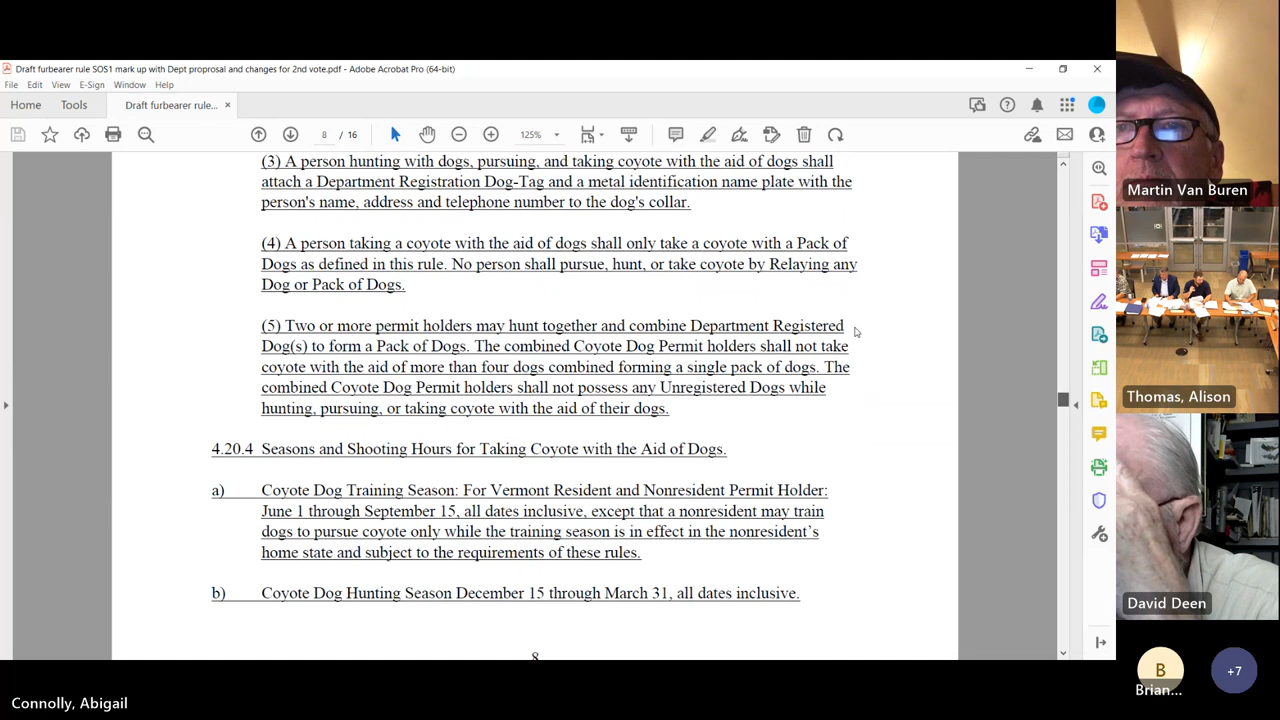 Draft furbearer rule SOS1 mark up with Dept proprosal and changes for 2nd vote.pdf - Adobe Acrobat Pro (64-bit)
File Edit View E-Sign Window Help
Home Tools Draft furbearer rule... ×
8 / 16 125%
(3) A person hunting with dogs, pursuing, and taking coyote with the aid of dogs shall
attach a Department Registration Dog-Tag and a metal identification name plate with the
person's name, address and telephone number to the dog's collar.
(4) A person taking a coyote with the aid of dogs shall only take a coyote with a Pack of
Dogs as defined in this rule. No person shall pursue, hunt, or take coyote by Relaying any
Dog or Pack of Dogs.
(5) Two or more permit holders may hunt together and combine Department Registered
Dog(s) to form a Pack of Dogs. The combined Coyote Dog Permit holders shall not take
coyote with the aid of more than four dogs combined forming a single pack of dogs. The
combined Coyote Dog Permit holders shall not possess any Unregistered Dogs while
hunting, pursuing, or taking coyote with the aid of their dogs.
4.20.4 Seasons and Shooting Hours for Taking Coyote with the Aid of Dogs.
a) Coyote Dog Training Season: For Vermont Resident and Nonresident Permit Holder:
June 1 through September 15, all dates inclusive, except that a nonresident may train
dogs to pursue coyote only while the training season is in effect in the nonresident's
home state and subject to the requirements of these rules.
b) Coyote Dog Hunting Season December 15 through March 31, all dates inclusive.
8
Martin Van Buren
Thomas, Alison
David Deen
B
Brian...
+7
Connolly, Abigail